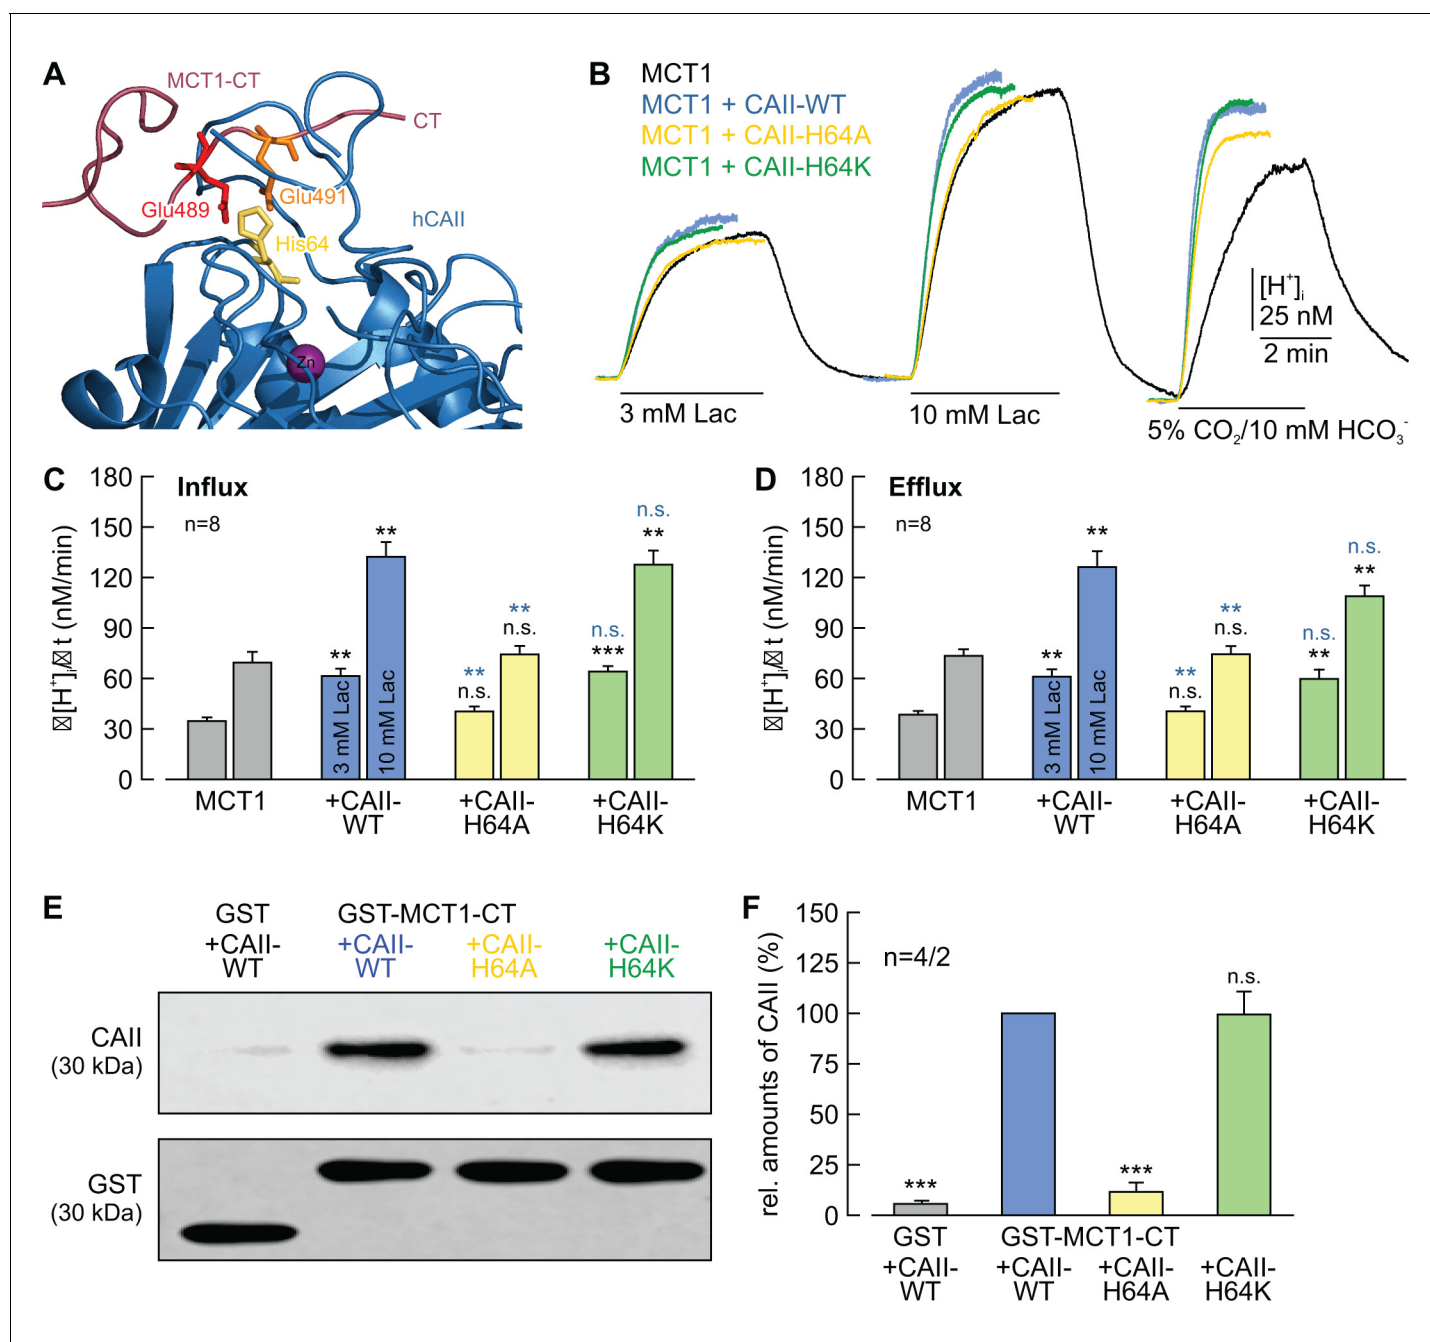 A
MCT1-CT
CT
Glu491
Glu489
His64
hCAII
Zn
B
MCT1
MCT1 + CAII-WT
MCT1 + CAII-H64A
MCT1 + CAII-H64K
[H⁺]ᵢ
25 nM
2 min
3 mM Lac
10 mM Lac
5% CO₂/10 mM HCO₃⁻
C
Influx
n=8
☒[H⁺]ᵢ/☒ t (nM/min)
180
150
120
90
60
30
0
**
**
**
n.s.
**
n.s.
n.s.
***
n.s.
**
3 mM Lac
10 mM Lac
MCT1
+CAII-
WT
+CAII-
H64A
+CAII-
H64K
D
Efflux
n=8
☒[H⁺]ᵢ/☒ t (nM/min)
180
150
120
90
60
30
0
**
**
**
n.s.
**
n.s.
n.s.
**
n.s.
**
3 mM Lac
10 mM Lac
MCT1
+CAII-
WT
+CAII-
H64A
+CAII-
H64K
E
GST
GST-MCT1-CT
+CAII-
WT
+CAII-
WT
+CAII-
H64A
+CAII-
H64K
CAII
(30 kDa)
GST
(30 kDa)
F
n=4/2
rel. amounts of CAII (%)
150
125
100
75
50
25
0
***
***
n.s.
GST
GST-MCT1-CT
+CAII-
WT
+CAII-
WT
+CAII-
H64A
+CAII-
H64K